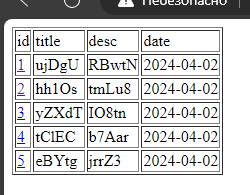 Небезопасно
id title desc date
1 ujDgU RBwtN 2024-04-02
2 hh1Os tmLu8 2024-04-02
3 yZXdT IO8tn 2024-04-02
4 tClEC b7Aar 2024-04-02
5 eBYtg jrrZ3 2024-04-02